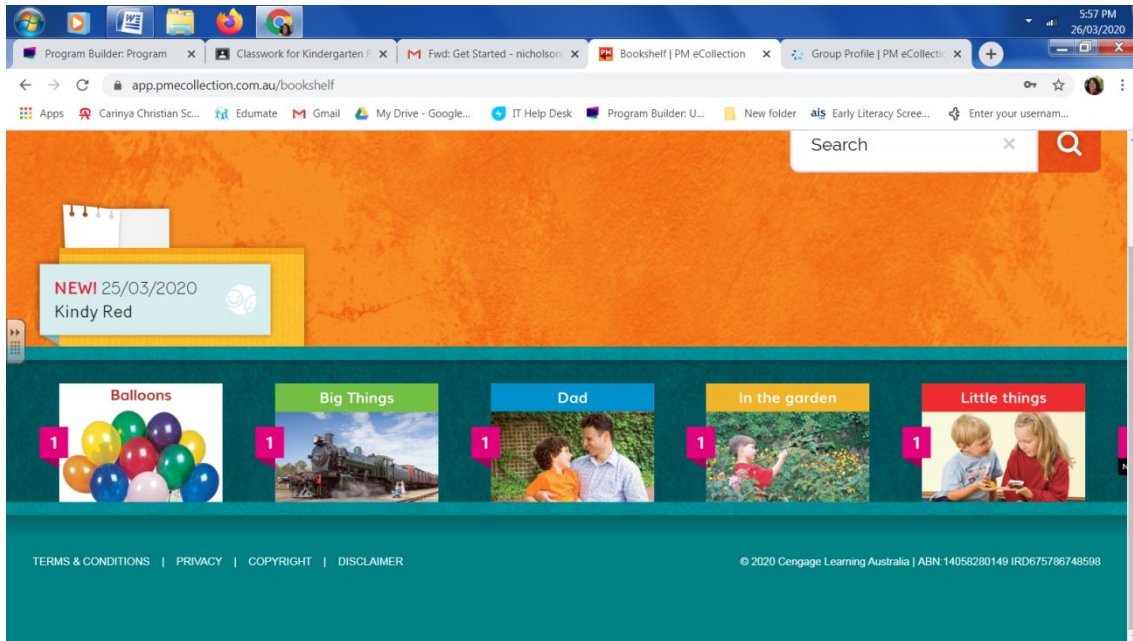 5:57 PM
26/03/2020
Program Builder: Program
Classwork for Kindergarten
Fwd: Get Started - nicholson
Bookshelf | PM eCollection
Group Profile | PM eCollectic
app.pmecollection.com.au/bookshelf
Apps Carinya Christian Sc... Edumate Gmail My Drive - Google... IT Help Desk Program Builder: U... New folder als Early Literacy Scree... Enter your usernam...
Search
NEW! 25/03/2020
Kindy Red
Balloons
1
Big Things
1
Dad
1
In the garden
1
Little things
1
TERMS & CONDITIONS | PRIVACY | COPYRIGHT | DISCLAIMER
© 2020 Cengage Learning Australia | ABN:14058280149 IRD675786748598